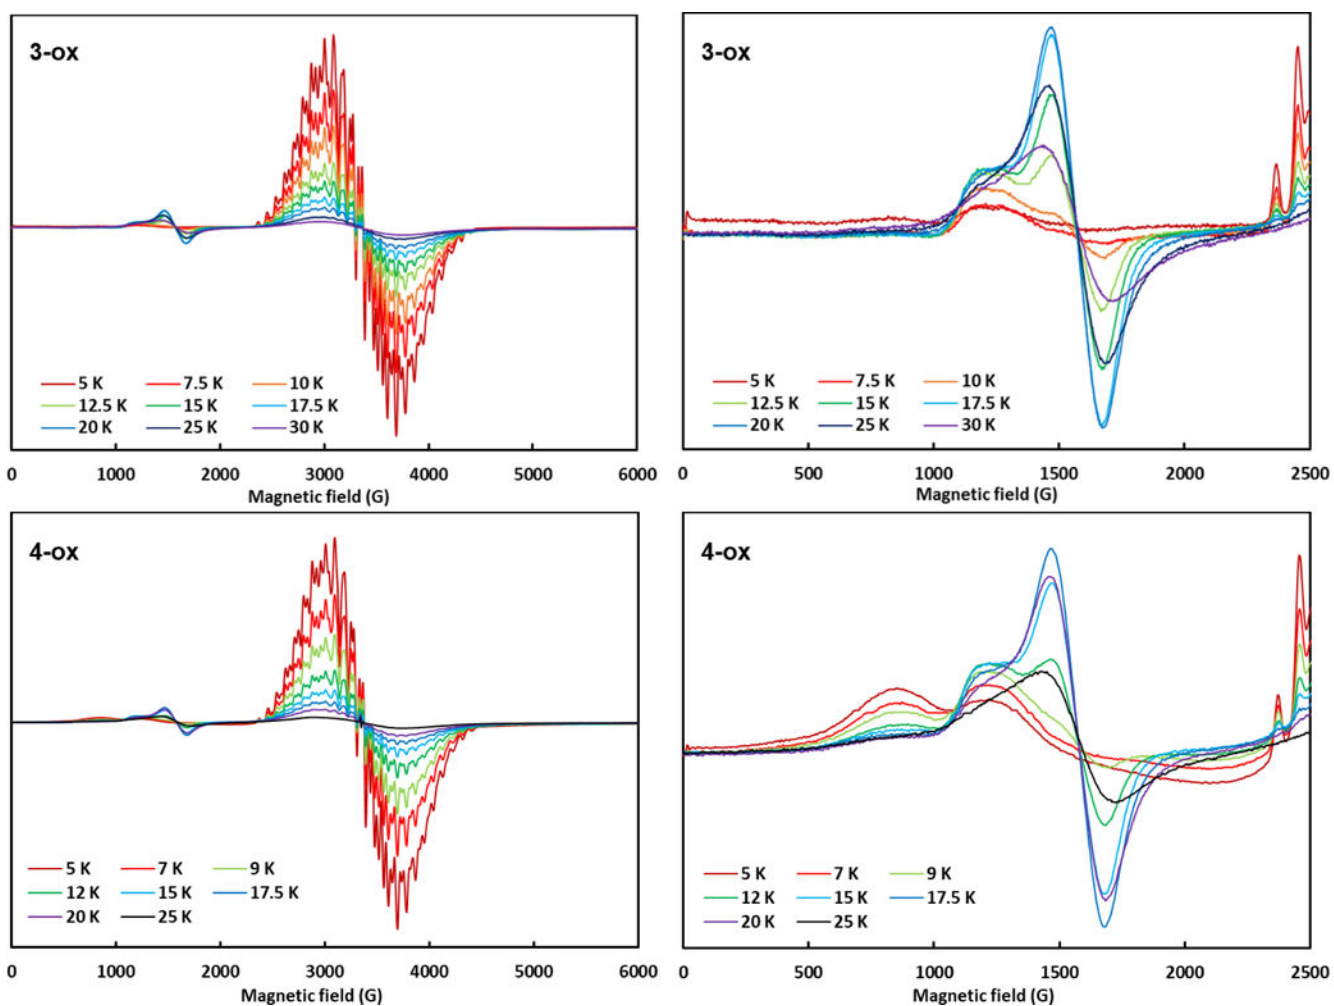 3-ox
5 K 7.5 K 10 K
12.5 K 15 K 17.5 K
20 K 25 K 30 K
0 1000 2000 3000 4000 5000 6000
Magnetic field (G)
3-ox
5 K 7.5 K 10 K
12.5 K 15 K 17.5 K
20 K 25 K 30 K
0 500 1000 1500 2000 2500
Magnetic field (G)
4-ox
5 K 7 K 9 K
12 K 15 K 17.5 K
20 K 25 K
0 1000 2000 3000 4000 5000 6000
Magnetic field (G)
4-ox
5 K 7 K 9 K
12 K 15 K 17.5 K
20 K 25 K
0 500 1000 1500 2000 2500
Magnetic field (G)